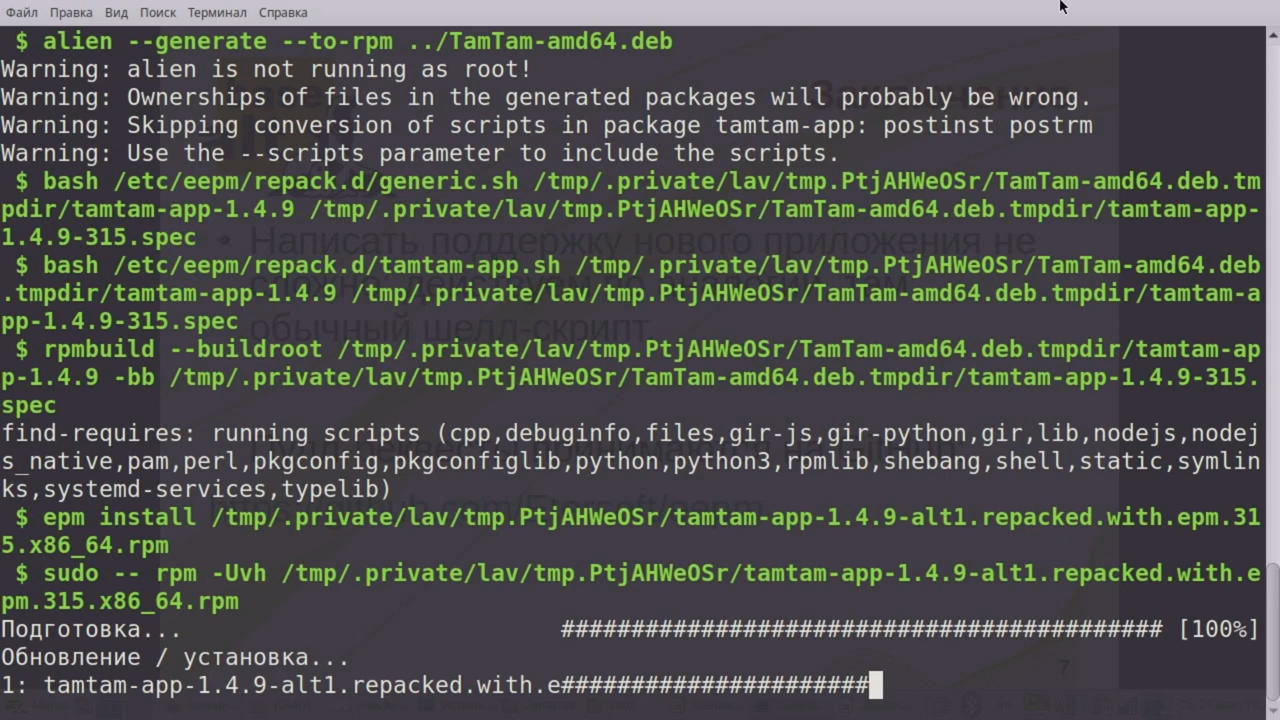 Файл Правка Вид Поиск Терминал Справка
$ alien --generate --to-rpm ../TamTam-amd64.deb
Warning: alien is not running as root!
Warning: Ownerships of files in the generated packages will probably be wrong.
Warning: Skipping conversion of scripts in package tamtam-app: postinst postrm
Warning: Use the --scripts parameter to include the scripts.
$ bash /etc/eepm/repack.d/generic.sh /tmp/.private/lav/tmp.PtjAHWeOSr/TamTam-amd64.deb.tm
pdir/tamtam-app-1.4.9 /tmp/.private/lav/tmp.PtjAHWeOSr/TamTam-amd64.deb.tmpdir/tamtam-app-
1.4.9-315.spec
$ bash /etc/eepm/repack.d/tamtam-app.sh /tmp/.private/lav/tmp.PtjAHWeOSr/TamTam-amd64.deb
.tmpdir/tamtam-app-1.4.9 /tmp/.private/lav/tmp.PtjAHWeOSr/TamTam-amd64.deb.tmpdir/tamtam-a
pp-1.4.9-315.spec
$ rpmbuild --buildroot /tmp/.private/lav/tmp.PtjAHWeOSr/TamTam-amd64.deb.tmpdir/tamtam-ap
p-1.4.9 -bb /tmp/.private/lav/tmp.PtjAHWeOSr/TamTam-amd64.deb.tmpdir/tamtam-app-1.4.9-315.
spec
find-requires: running scripts (cpp,debuginfo,files,gir-js,gir-python,gir,lib,nodejs,nodej
s_native,pam,perl,pkgconfig,pkgconfiglib,python,python3,rpmlib,shebang,shell,static,symlin
ks,systemd-services,typelib)
$ epm install /tmp/.private/lav/tmp.PtjAHWeOSr/tamtam-app-1.4.9-alt1.repacked.with.epm.31
5.x86_64.rpm
$ sudo -- rpm -Uvh /tmp/.private/lav/tmp.PtjAHWeOSr/tamtam-app-1.4.9-alt1.repacked.with.e
pm.315.x86_64.rpm
Подготовка... ########################################### [100%]
Обновление / установка...
1: tamtam-app-1.4.9-alt1.repacked.with.e######################
Написать поддержку нового приложения не
обычный шелл-скрипт
7